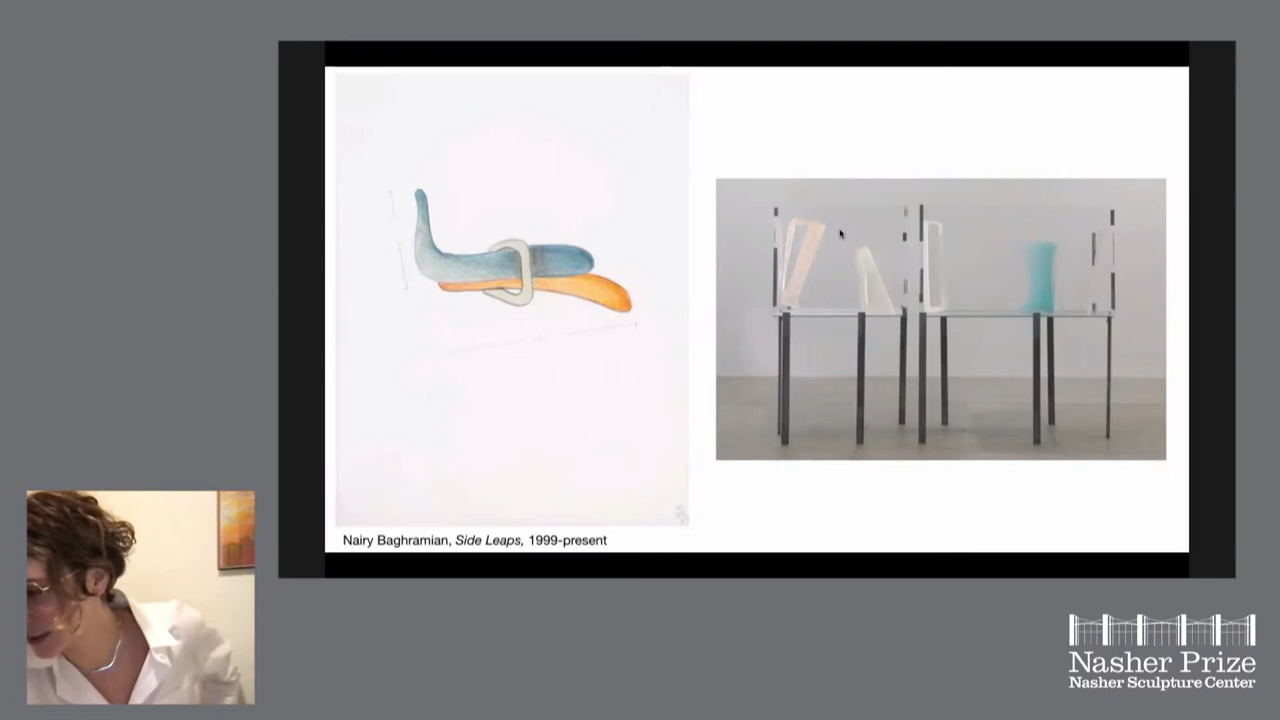 Nairy Baghramian, Side Leaps, 1999-present
Nasher Prize
Nasher Sculpture Center